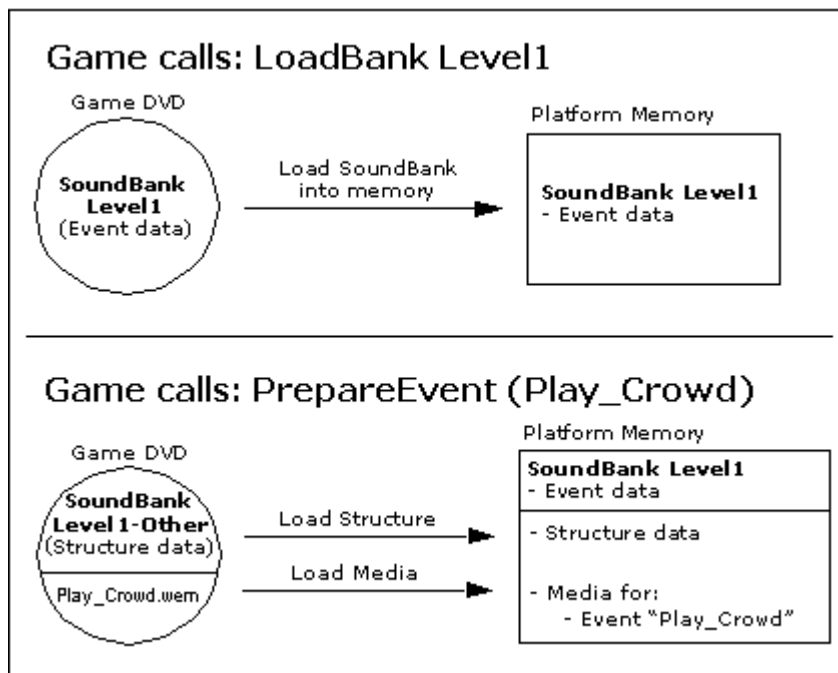 Game calls: LoadBank Level1
Game DVD
SoundBank
Level1
(Event data)
Load SoundBank
into memory
Platform Memory
SoundBank Level1
- Event data
Game calls: PrepareEvent (Play_Crowd)
Game DVD
SoundBank
Level1-Other
(Structure data)
Play_Crowd.wem
Load Structure
Load Media
Platform Memory
SoundBank Level1
- Event data
- Structure data
- Media for:
- Event “Play_Crowd”